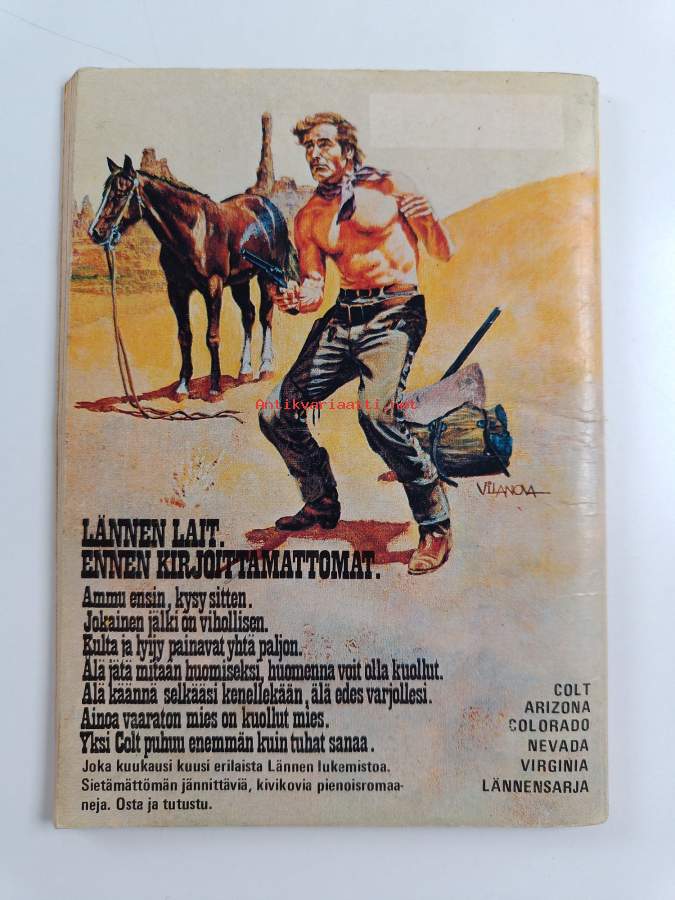 Antikvariaatti.net
VILANOVA
LÄNNEN LAIT.
ENNEN KIRJOITTAMATTOMAT.
Ammu ensin, kysy sitten.
Jokainen jälki on vihollisen.
Kulta ja lyijy painavat yhtä paljon.
Älä jätä mitään huomiseksi, huomenna voit olla kuollut.
Älä käännä selkääsi kenellekään, älä edes varjollesi.
Ainoa vaaraton mies on kuollut mies.
Yksi Colt puhuu enemmän kuin tuhat sanaa.
Joka kuukausi kuusi erilaista Lännen lukemistoa.
Sietämättömän jännittäviä, kivikovia pienoisromaa-
neja. Osta ja tutustu.
COLT
ARIZONA
COLORADO
NEVADA
VIRGINIA
LÄNNENSARJA